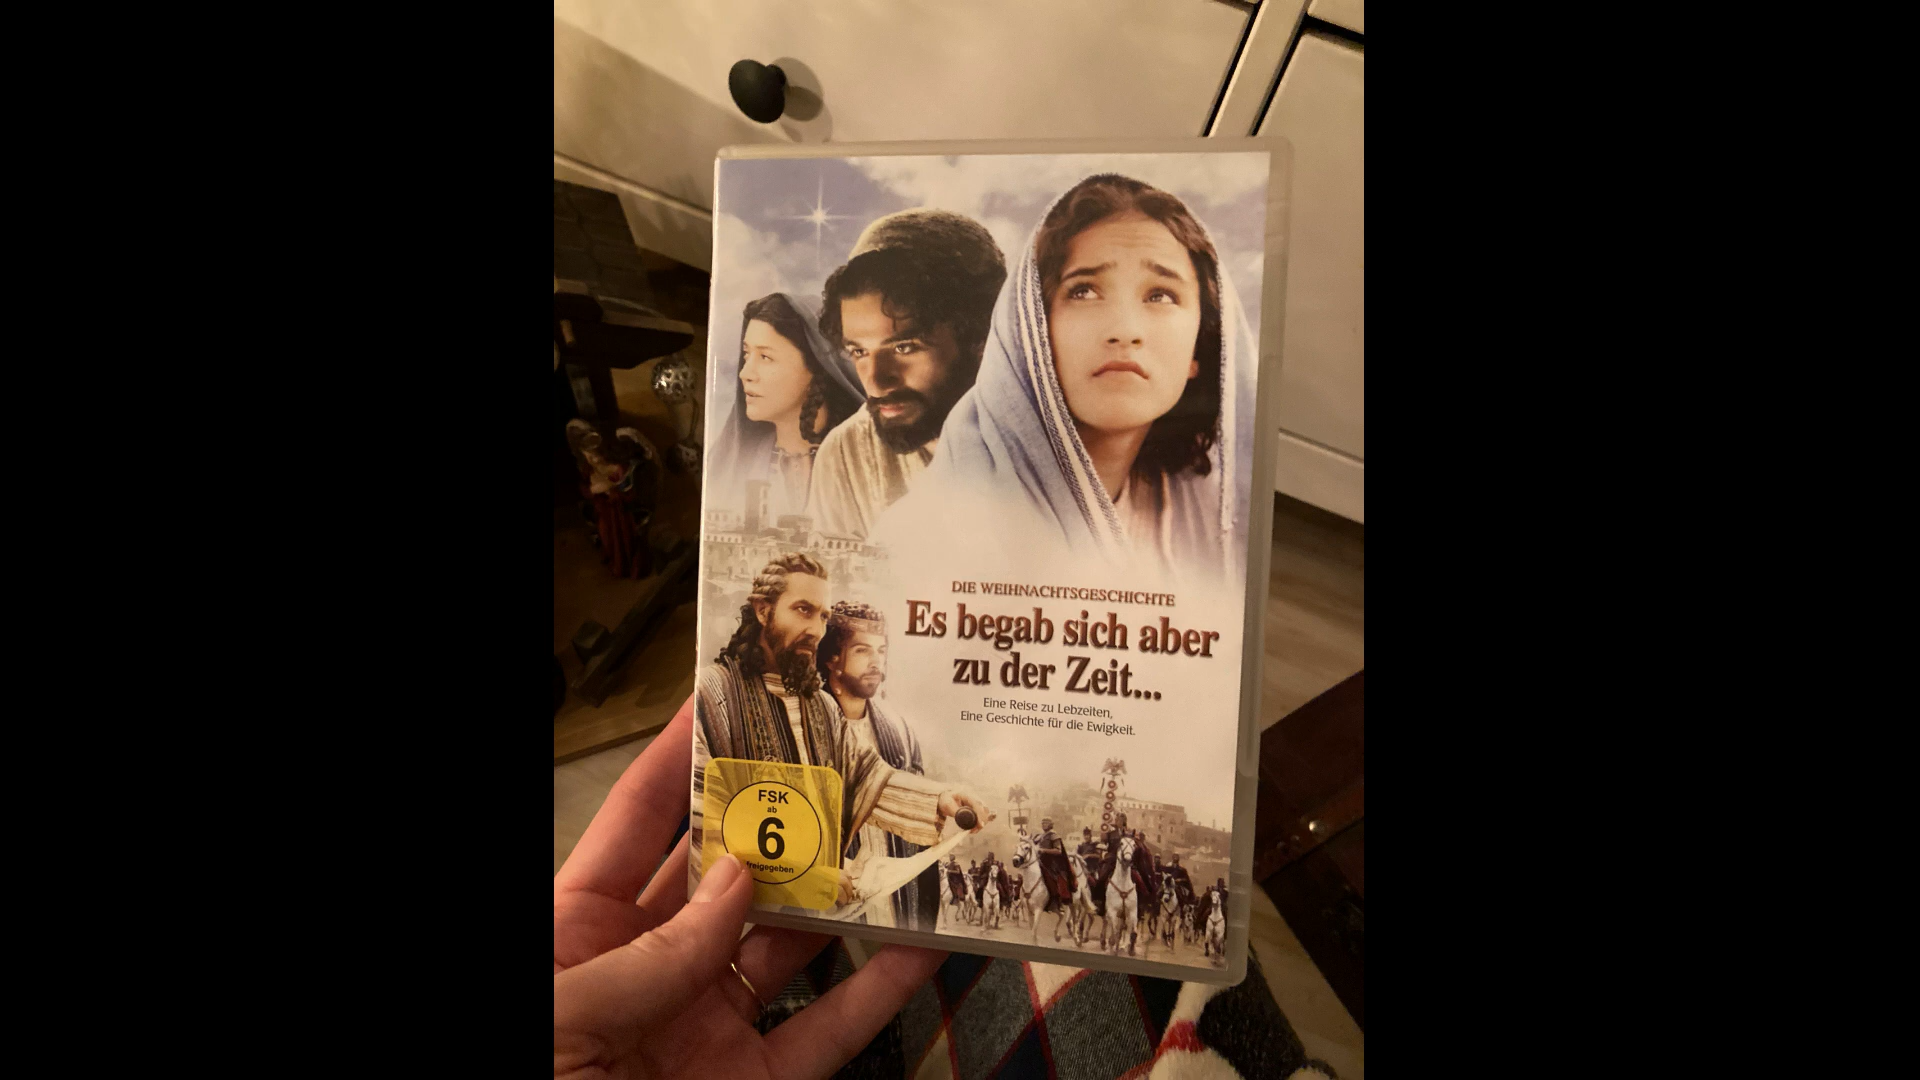 DIE WEIHNACHTSGESCHICHTE
Es begab sich aber
zu der Zeit...
Eine Reise zu Lebzeiten,
Eine Geschichte für die Ewigkeit.
FSK
ab
6
freigegeben